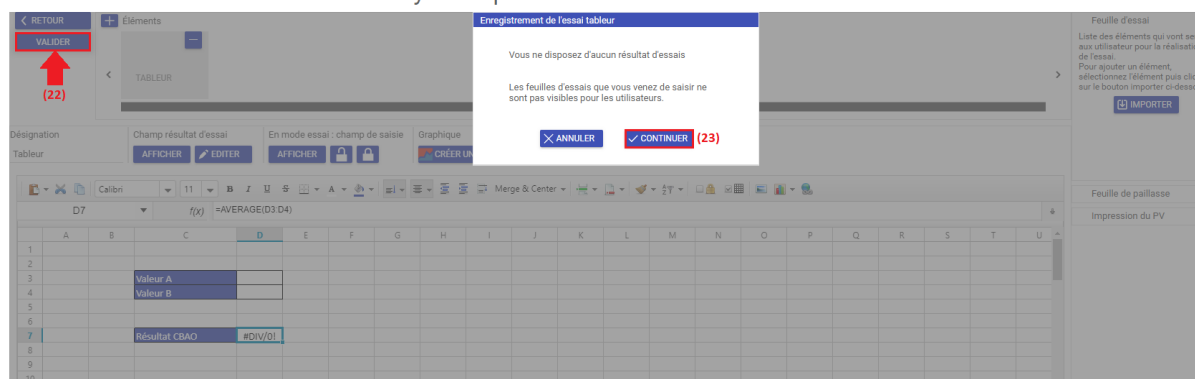 RETOUR
Éléments
VALIDER
(22)
TABLEUR
Enregistrement de l'essai tableur
Vous ne disposez d'aucun résultat d'essais
Les feuilles d'essais que vous venez de saisir ne
sont pas visibles pour les utilisateurs.
ANNULER
CONTINUER
(23)
Feuille d'essai
Liste des éléments qui vont se
aux utilisateur pour la réalisati
de l'essai.
Pour ajouter un élément,
sélectionnez l'élément puis clic
sur le bouton importer ci-desso
IMPORTER
Désignation
Champ résultat d'essai
En mode essai : champ de saisie
Graphique
Tableur
AFFICHER
EDITER
AFFICHER
CRÉER UN
Calibri
11
B I U S
A
Merge & Center
Feuille de paillasse
D7
f(x)
=AVERAGE(D3:D4)
Impression du PV
A B C D E F G H I J K L M N O P Q R S T U
1
2
3 Valeur A
4 Valeur B
5
6
7 Résultat CBAO #DIV/0!
8
9
10